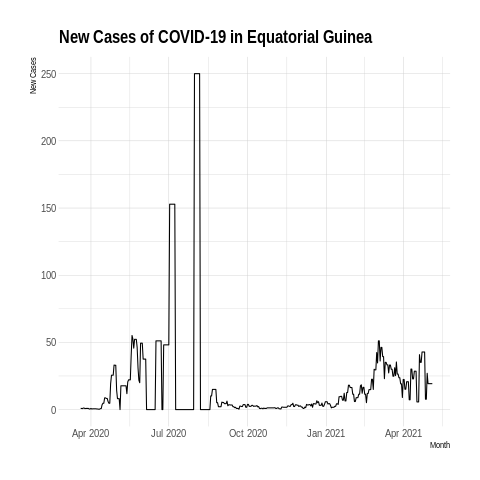 New Cases of COVID-19 in Equatorial Guinea
New Cases
250
200
150
100
50
0
Apr 2020 Jul 2020 Oct 2020 Jan 2021 Apr 2021
Month